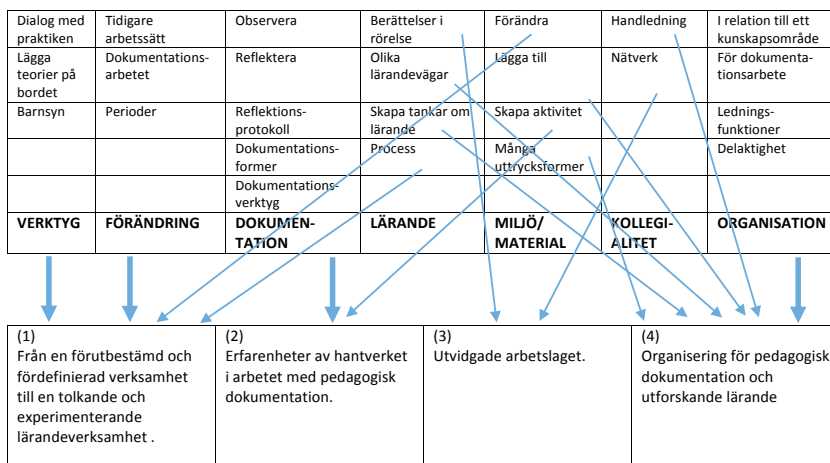 Dialog med
praktiken
Tidigare
arbetssätt
Observera
Berättelser i
rörelse
Förändra
Handledning
I relation till ett
kunskapsområde
Lägga
teorier på
bordet
Dokumentations-
arbetet
Reflektera
Olika
lärandevägar
Lägga till
Nätverk
För dokumenta-
tionsarbete
Barnsyn
Perioder
Reflektions-
protokoll
Skapa tankar om
lärande
Skapa aktivitet
Lednings-
funktioner
Dokumentations-
former
Process
Många
uttrycksformer
Delaktighet
Dokumentations-
verktyg
VERKTYG
FÖRÄNDRING
DOKUMEN-
TATION
LÄRANDE
MILJÖ/
MATERIAL
KOLLEGI-
ALITET
ORGANISATION
(1)
Från en förutbestämd och
fördefinierad verksamhet
till en tolkande och
experimenterande
lärandeverksamhet .
(2)
Erfarenheter av hantverket
i arbetet med pedagogisk
dokumentation.
(3)
Utvidgade arbetslaget.
(4)
Organisering för pedagogisk
dokumentation och
utforskande lärande